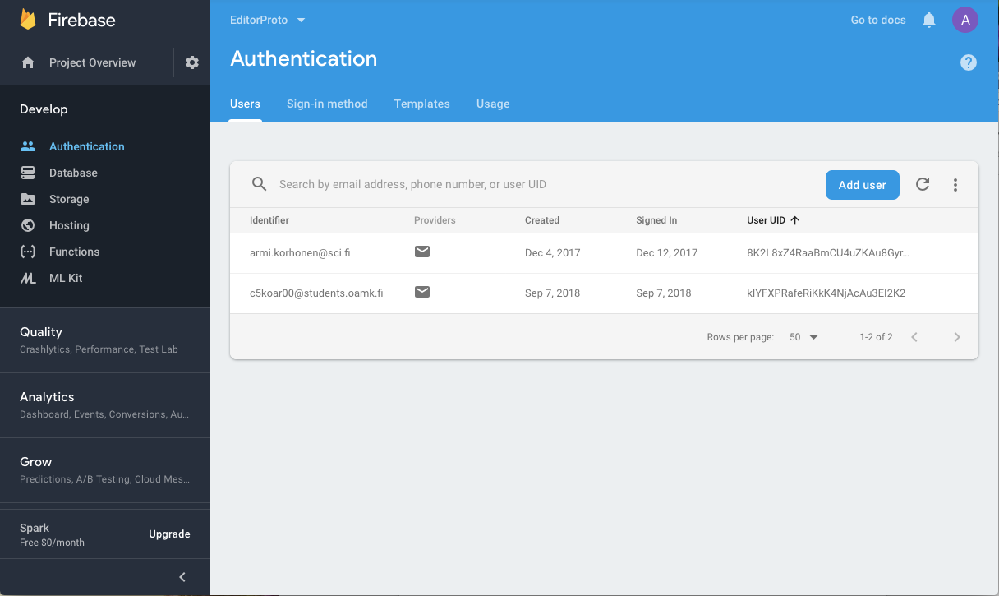 Firebase
EditorProto
Go to docs
A
Project Overview
Authentication
?
Users Sign-in method Templates Usage
Develop
Authentication
Database
Storage
Hosting
Functions
ML Kit
Quality
Crashlytics, Performance, Test Lab
Analytics
Dashboard, Events, Conversions, Au...
Grow
Predictions, A/B Testing, Cloud Mes...
Spark
Free $0/month
Upgrade
Search by email address, phone number, or user UID
Add user
Identifier Providers Created Signed In User UID
armi.korhonen@sci.fi Dec 4, 2017 Dec 12, 2017 8K2L8xZ4RaaBmCU4uZKAu8Gyr...
c5koar00@students.oamk.fi Sep 7, 2018 Sep 7, 2018 klYFXPRafeRiKkK4NjAcAu3EI2K2
Rows per page: 50 1-2 of 2